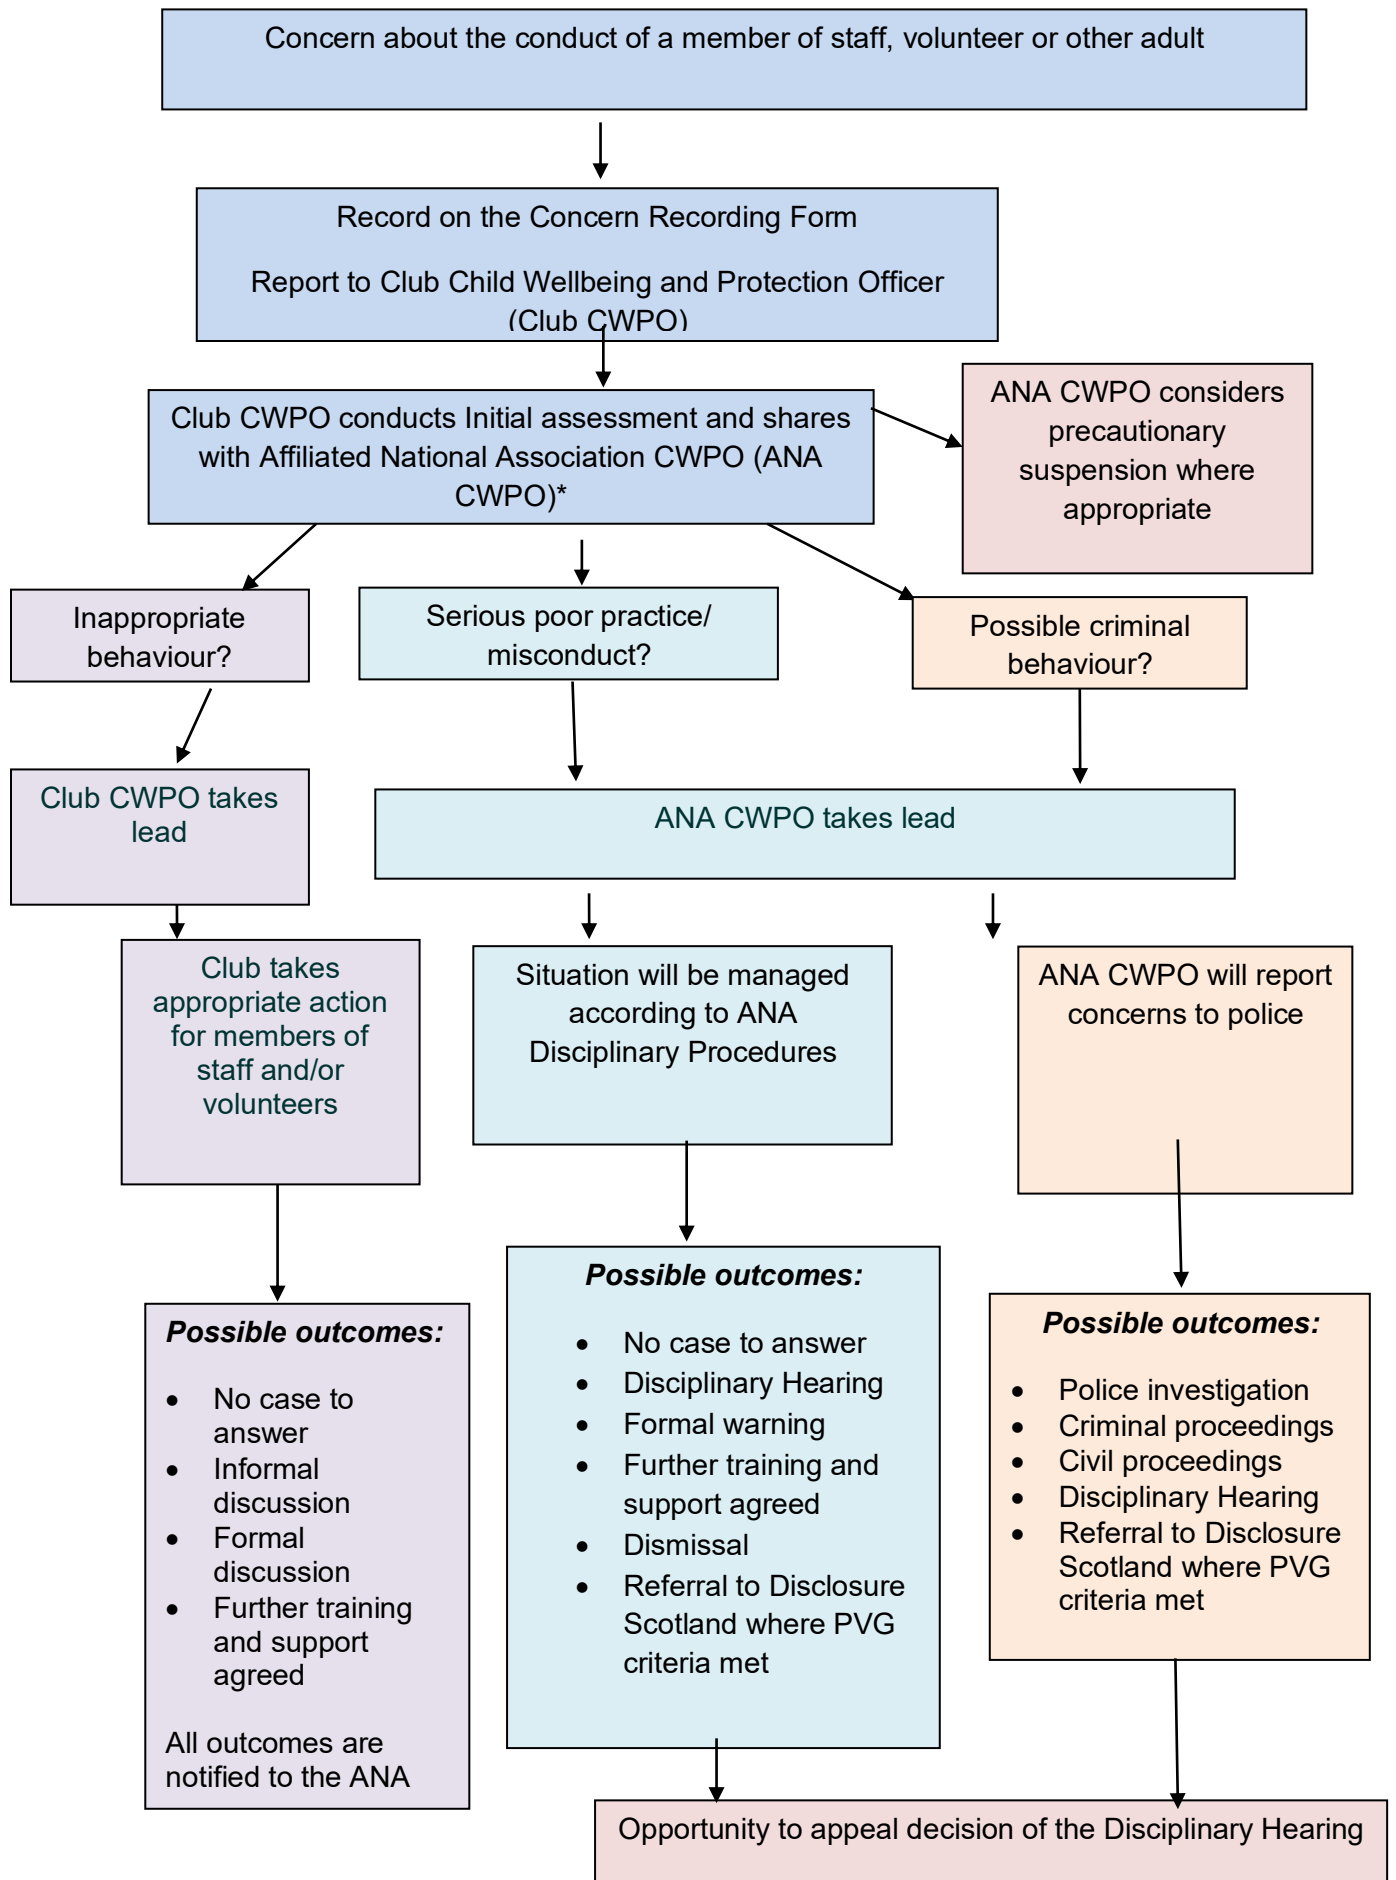 Concern about the conduct of a member of staff, volunteer or other adult
Record on the Concern Recording Form
Report to Club Child Wellbeing and Protection Officer
(Club CWPO)
Club CWPO conducts Initial assessment and shares
with Affiliated National Association CWPO (ANA
CWPO)*
ANA CWPO considers
precautionary
suspension where
appropriate
Inappropriate
behaviour?
Serious poor practice/
misconduct?
Possible criminal
behaviour?
Club CWPO takes
lead
ANA CWPO takes lead
Club takes
appropriate action
for members of
staff and/or
volunteers
Situation will be managed
according to ANA
Disciplinary Procedures
ANA CWPO will report
concerns to police
Possible outcomes:
• No case to
answer
• Informal
discussion
• Formal
discussion
• Further training
and support
agreed
All outcomes are
notified to the ANA
Possible outcomes:
• No case to answer
• Disciplinary Hearing
• Formal warning
• Further training and
support agreed
• Dismissal
• Referral to Disclosure
Scotland where PVG
criteria met
Possible outcomes:
• Police investigation
• Criminal proceedings
• Civil proceedings
• Disciplinary Hearing
• Referral to Disclosure
Scotland where PVG
criteria met
Opportunity to appeal decision of the Disciplinary Hearing